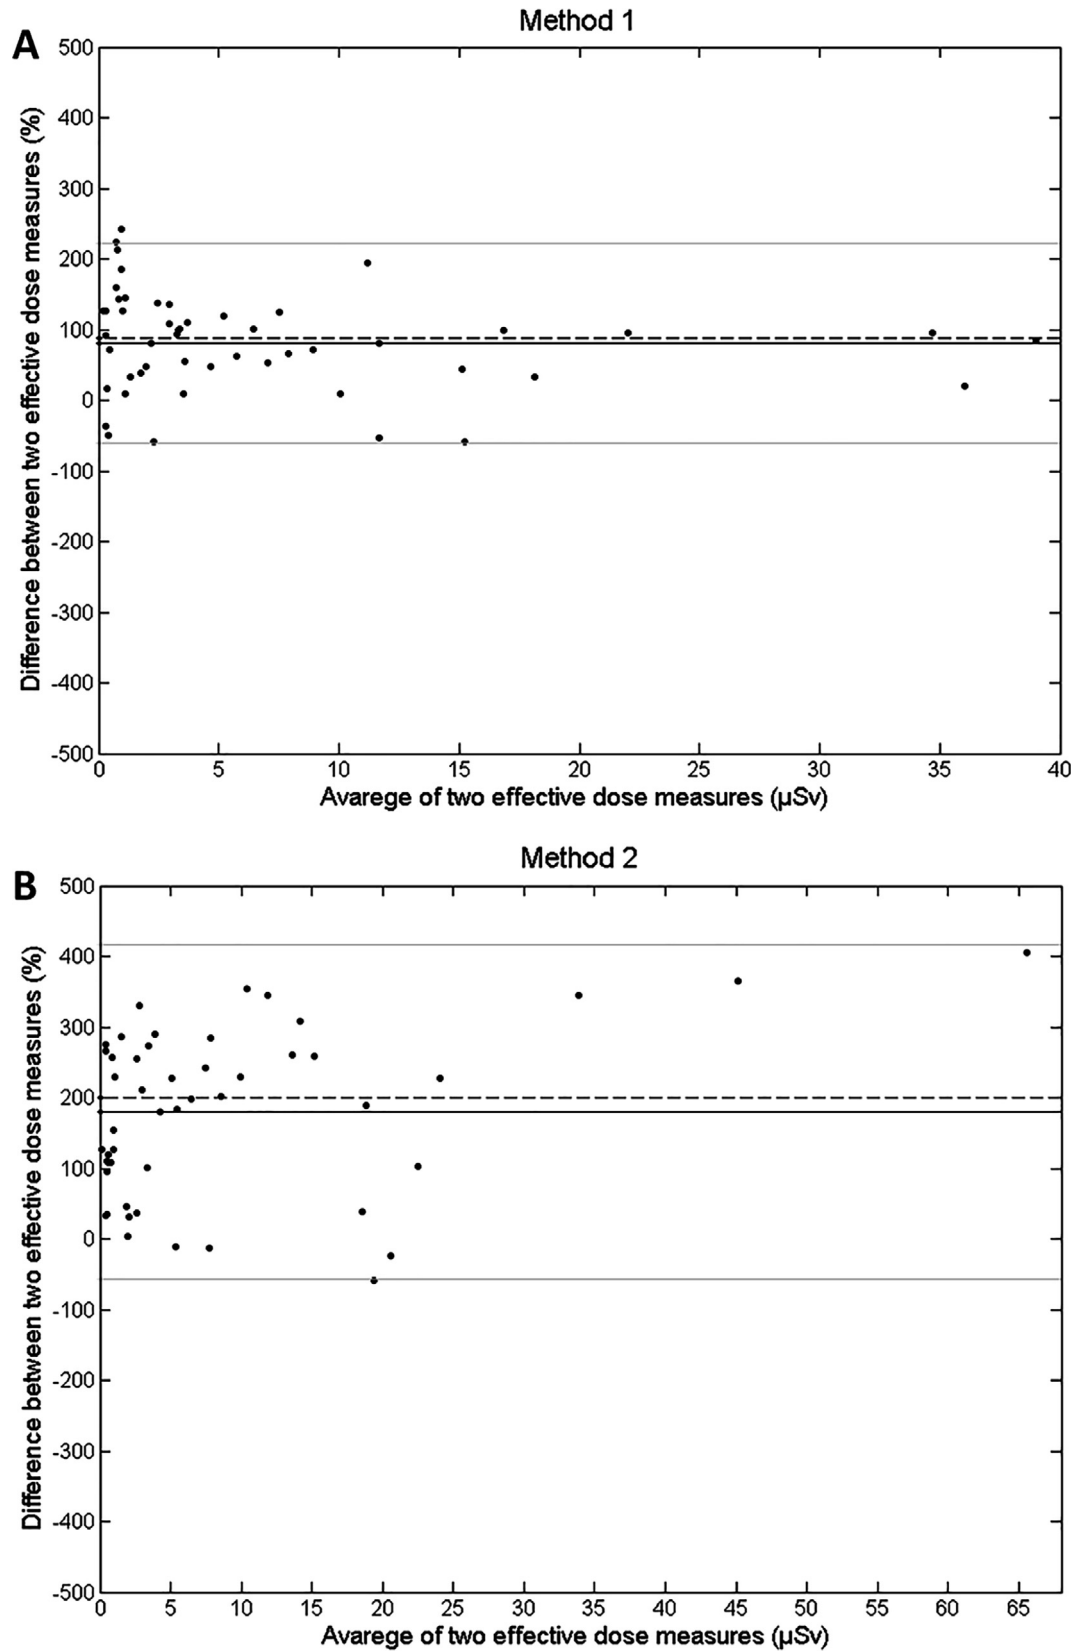 A
Method 1
500
400
300
200
100
0
-100
-200
-300
-400
-500
Difference between two effective dose measures (%)
0 5 10 15 20 25 30 35 40
Avarege of two effective dose measures (µSv)
B
Method 2
500
400
300
200
100
0
-100
-200
-300
-400
-500
Difference between two effective dose measures (%)
0 5 10 15 20 25 30 35 40 45 50 55 60 65
Avarege of two effective dose measures (µSv)